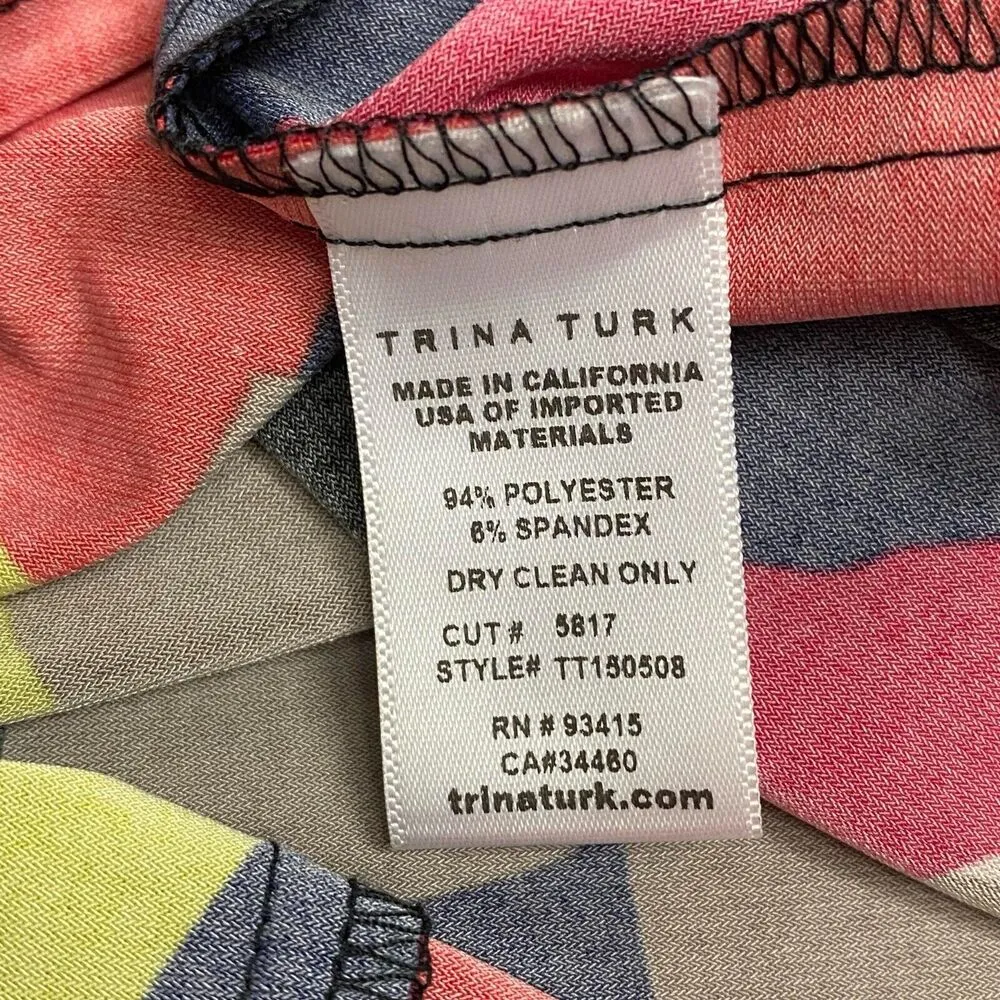 TRINA TURK
MADE IN CALIFORNIA
USA OF IMPORTED
MATERIALS
94% POLYESTER
6% SPANDEX
DRY CLEAN ONLY
CUT# 5817
STYLE# TT150508
RN # 93415
CA#34460
trinaturk.com